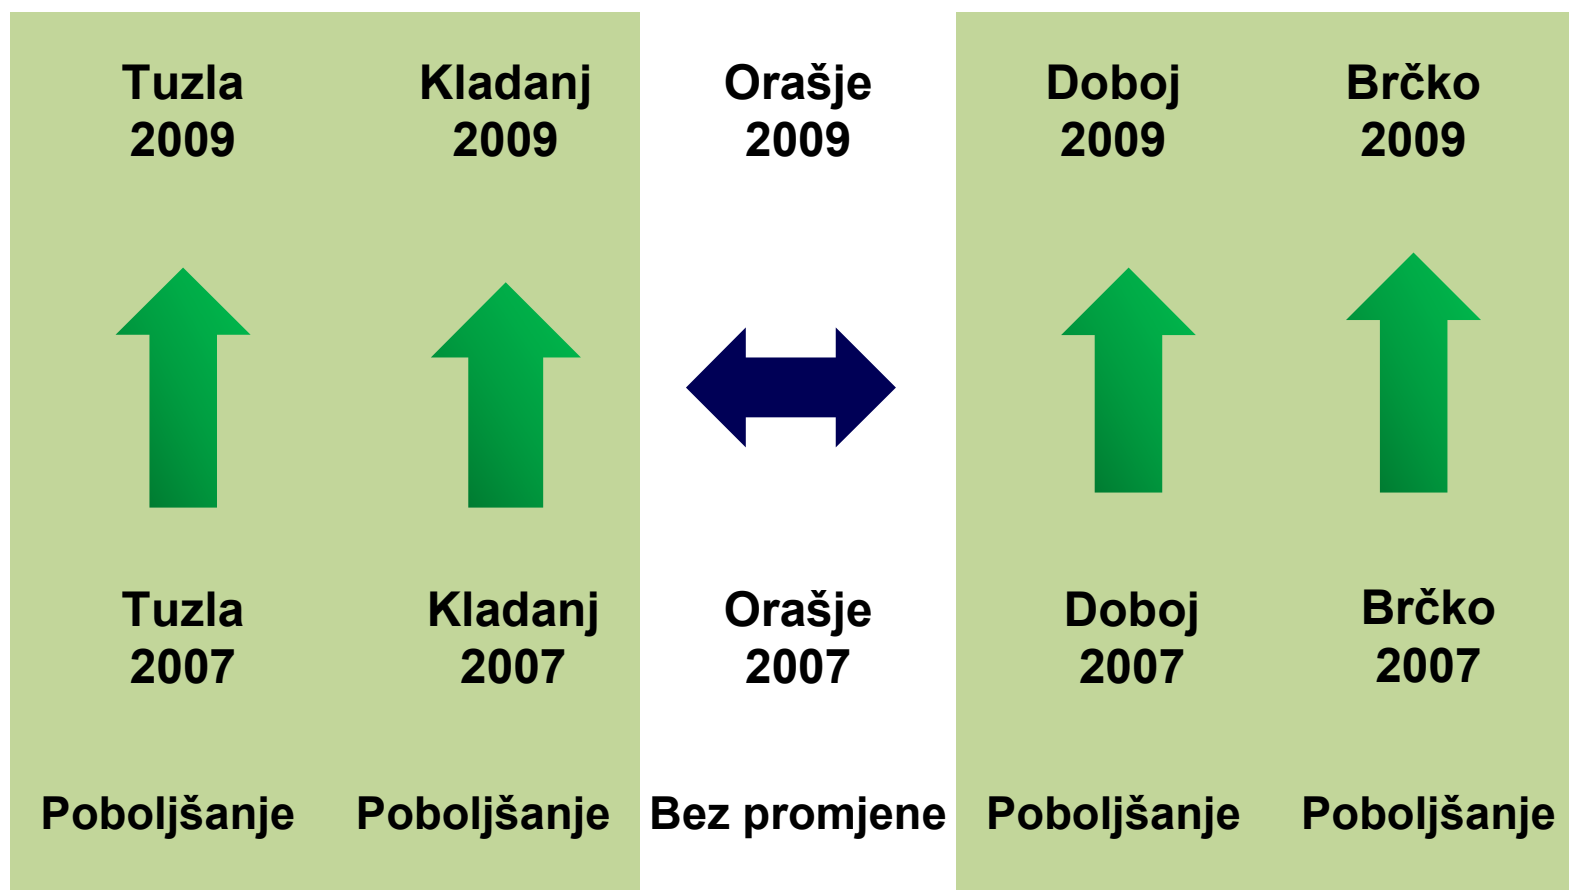 Tuzla
2009
Kladanj
2009
Orašje
2009
Doboj
2009
Brčko
2009
Tuzla
2007
Kladanj
2007
Orašje
2007
Doboj
2007
Brčko
2007
Poboljšanje
Poboljšanje
Bez promjene
Poboljšanje
Poboljšanje